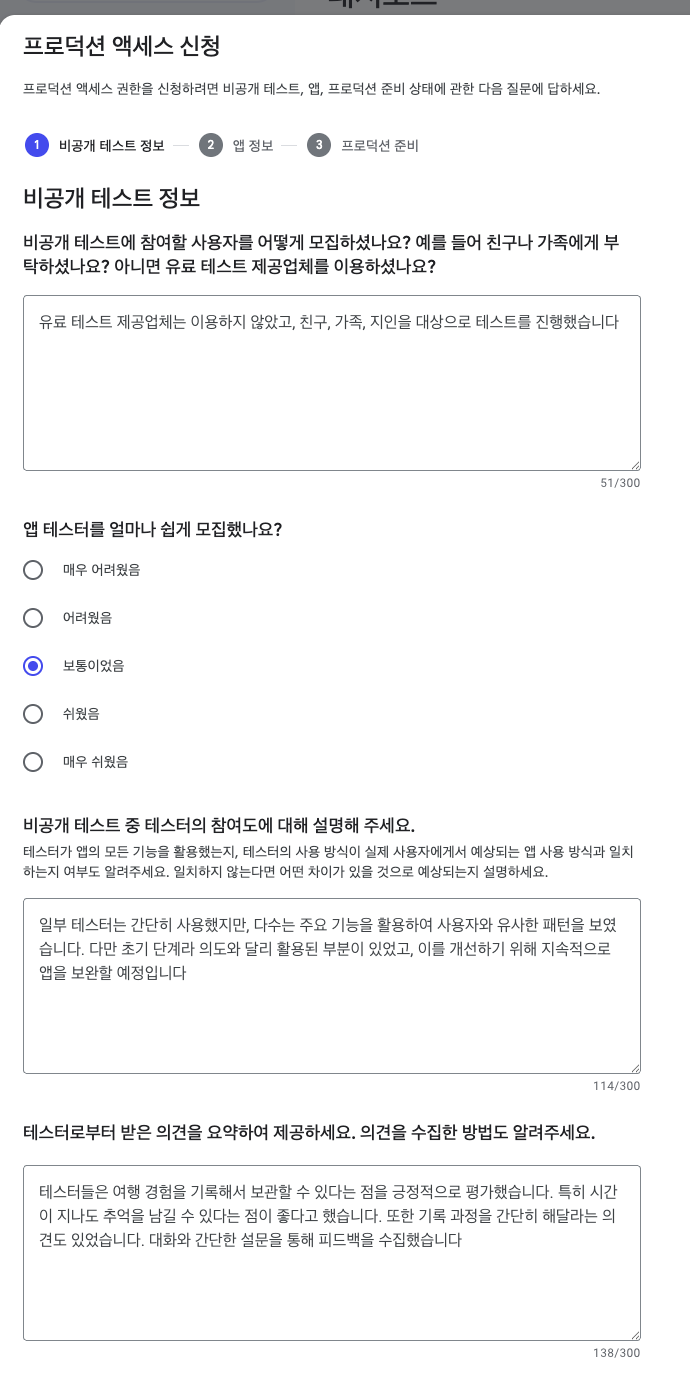 프로덕션 액세스 신청
프로덕션 액세스 권한을 신청하려면 비공개 테스트, 앱, 프로덕션 준비 상태에 관한 다음 질문에 답하세요.
1 비공개 테스트 정보 2 앱 정보 3 프로덕션 준비
비공개 테스트 정보
비공개 테스트에 참여할 사용자를 어떻게 모집하셨나요? 예를 들어 친구나 가족에게 부
탁하셨나요? 아니면 유료 테스트 제공업체를 이용하셨나요?
유료 테스트 제공업체는 이용하지 않았고, 친구, 가족, 지인을 대상으로 테스트를 진행했습니다
51/300
앱 테스터를 얼마나 쉽게 모집했나요?
매우 어려웠음
어려웠음
보통이었음
쉬웠음
매우 쉬웠음
비공개 테스트 중 테스터의 참여도에 대해 설명해 주세요.
테스터가 앱의 모든 기능을 활용했는지, 테스터의 사용 방식이 실제 사용자에게서 예상되는 앱 사용 방식과 일치
하는지 여부도 알려주세요. 일치하지 않는다면 어떤 차이가 있을 것으로 예상되는지 설명하세요.
일부 테스터는 간단히 사용했지만, 다수는 주요 기능을 활용하여 사용자와 유사한 패턴을 보였
습니다. 다만 초기 단계라 의도와 달리 활용된 부분이 있었고, 이를 개선하기 위해 지속적으로
앱을 보완할 예정입니다
114/300
테스터로부터 받은 의견을 요약하여 제공하세요. 의견을 수집한 방법도 알려주세요.
테스터들은 여행 경험을 기록해서 보관할 수 있다는 점을 긍정적으로 평가했습니다. 특히 시간
이 지나도 추억을 남길 수 있다는 점이 좋다고 했습니다. 또한 기록 과정을 간단히 해달라는 의
견도 있었습니다. 대화와 간단한 설문을 통해 피드백을 수집했습니다
138/300